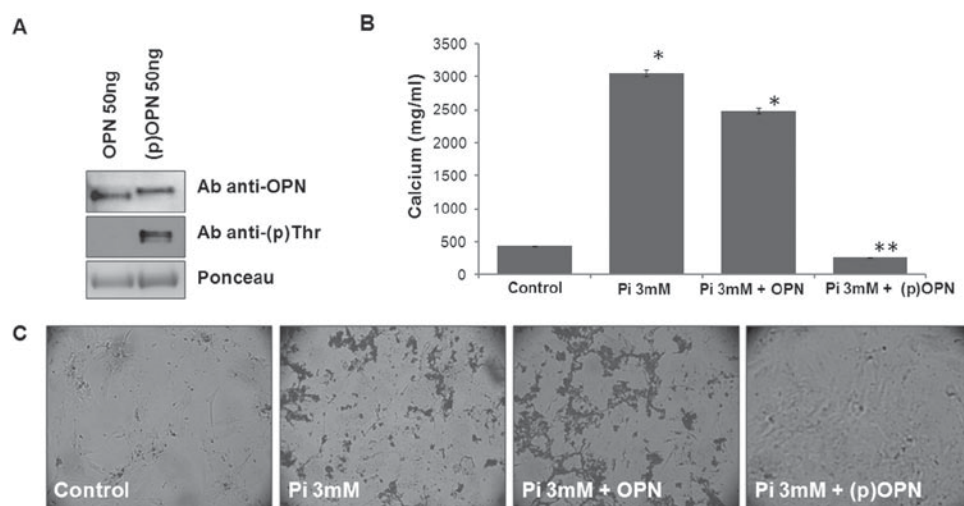 A
OPN 50ng
(p)OPN 50ng
Ab anti-OPN
Ab anti-(p)Thr
Ponceau
B
Calcium (mg/ml)
3500
3000
2500
2000
1500
1000
500
0
*
*
**
Control
Pi 3mM
Pi 3mM + OPN
Pi 3mM + (p)OPN
C
Control
Pi 3mM
Pi 3mM + OPN
Pi 3mM + (p)OPN